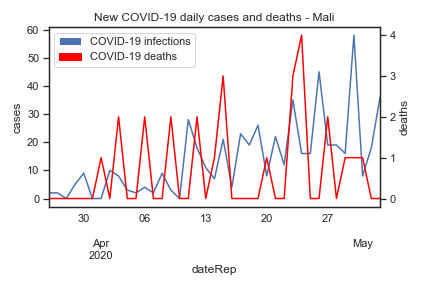 New COVID-19 daily cases and deaths - Mali
COVID-19 infections
COVID-19 deaths
60
50
40
30
20
10
0
cases
4
3
2
1
0
deaths
30 06 13 20 27
Apr May
2020
dateRep